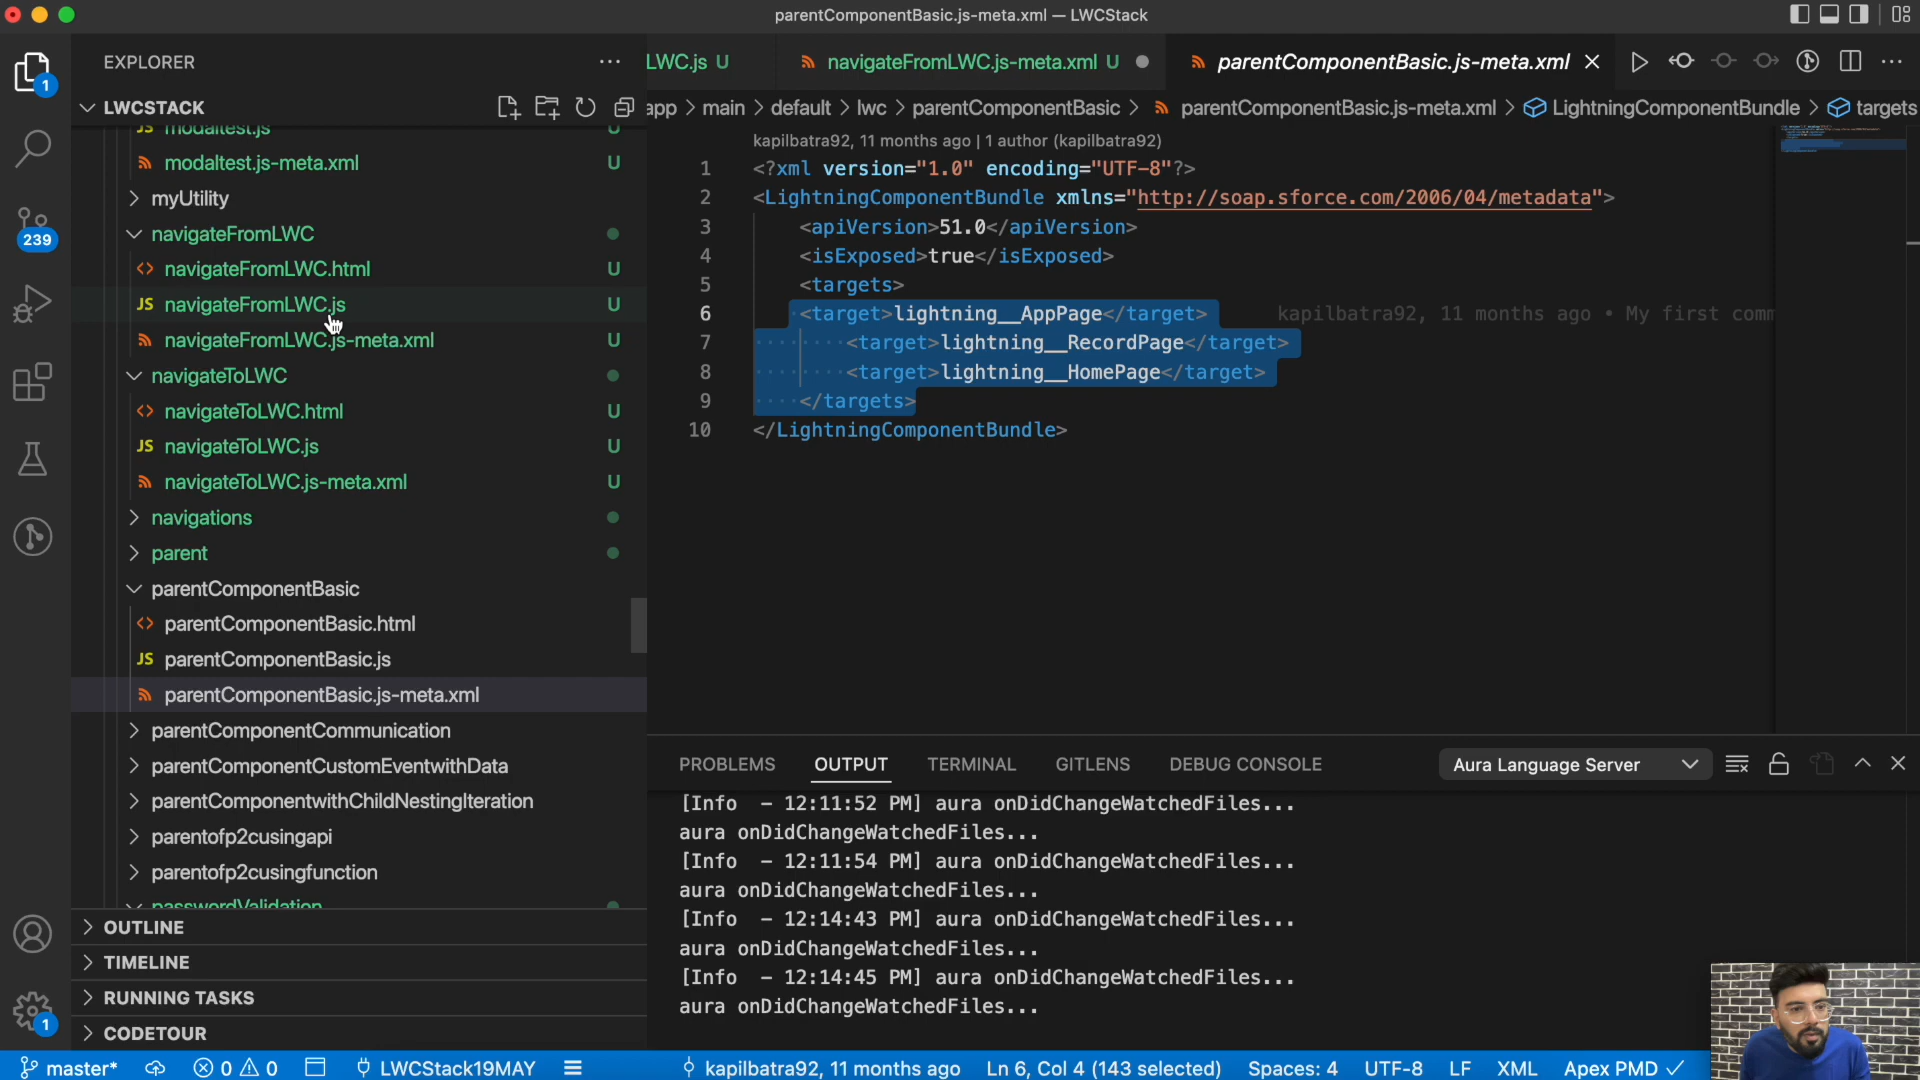 parentComponentBasic.js-meta.xml — LWCStack
EXPLORER
LWCSTACK
modaltest.js U
modaltest.js-meta.xml U
myUtility
navigateFromLWC
navigateFromLWC.html U
navigateFromLWC.js U
navigateFromLWC.js-meta.xml U
navigateToLWC
navigateToLWC.html U
navigateToLWC.js U
navigateToLWC.js-meta.xml U
navigations
parent
parentComponentBasic
parentComponentBasic.html
parentComponentBasic.js
parentComponentBasic.js-meta.xml
parentComponentCommunication
parentComponentCustomEventwithData
parentComponentwithChildNestingIteration
parentofp2cusingapi
parentofp2cusingfunction
passwordValidation
OUTLINE
TIMELINE
RUNNING TASKS
CODETOUR
1
239
1
LWC.js U
navigateFromLWC.js-meta.xml U
parentComponentBasic.js-meta.xml
app > main > default > lwc > parentComponentBasic > parentComponentBasic.js-meta.xml > LightningComponentBundle > targets
kapilbatra92, 11 months ago | 1 author (kapilbatra92)
1 <?xml version="1.0" encoding="UTF-8"?>
2 <LightningComponentBundle xmlns="http://soap.sforce.com/2006/04/metadata">
3 <apiVersion>51.0</apiVersion>
4 <isExposed>true</isExposed>
5 <targets>
6 <target>lightning__AppPage</target> kapilbatra92, 11 months ago • My first comm
7 <target>lightning__RecordPage</target>
8 <target>lightning__HomePage</target>
9 </targets>
10 </LightningComponentBundle>
PROBLEMS OUTPUT TERMINAL GITLENS DEBUG CONSOLE Aura Language Server
[Info - 12:11:52 PM] aura onDidChangeWatchedFiles...
aura onDidChangeWatchedFiles...
[Info - 12:11:54 PM] aura onDidChangeWatchedFiles...
aura onDidChangeWatchedFiles...
[Info - 12:14:43 PM] aura onDidChangeWatchedFiles...
aura onDidChangeWatchedFiles...
[Info - 12:14:45 PM] aura onDidChangeWatchedFiles...
aura onDidChangeWatchedFiles...
master* 0 0 LWCStack19MAY kapilbatra92, 11 months ago Ln 6, Col 4 (143 selected) Spaces: 4 UTF-8 LF XML Apex PMD